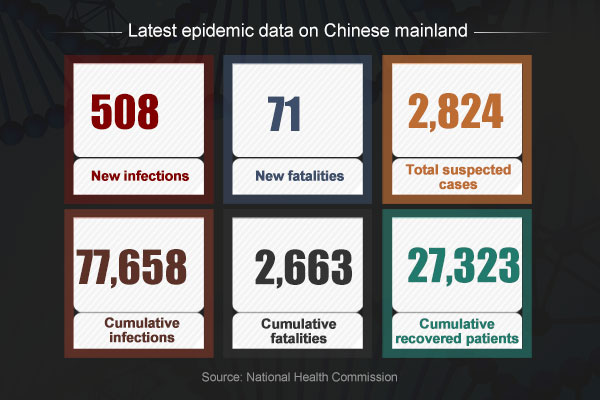 Latest epidemic data on Chinese mainland
508
New infections
71
New fatalities
2,824
Total suspected
cases
77,658
Cumulative
infections
2,663
Cumulative
fatalities
27,323
Cumulative
recovered patients
Source: National Health Commission